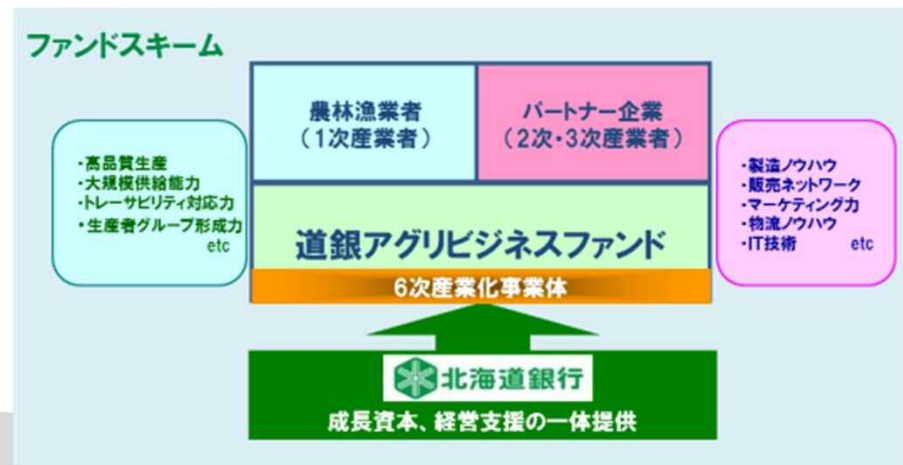 ファンドスキーム
農林漁業者
（1次産業者）
パートナー企業
（2次・3次産業者）
・高品質生産
・大規模供給能力
・トレーサビリティ対応力
・生産者グループ形成力
etc
・製造ノウハウ
・販売ネットワーク
・マーケティング力
・物流ノウハウ
・IT技術 etc
道銀アグリビジネスファンド
6次産業化事業体
北海道銀行
成長資本、経営支援の一体提供